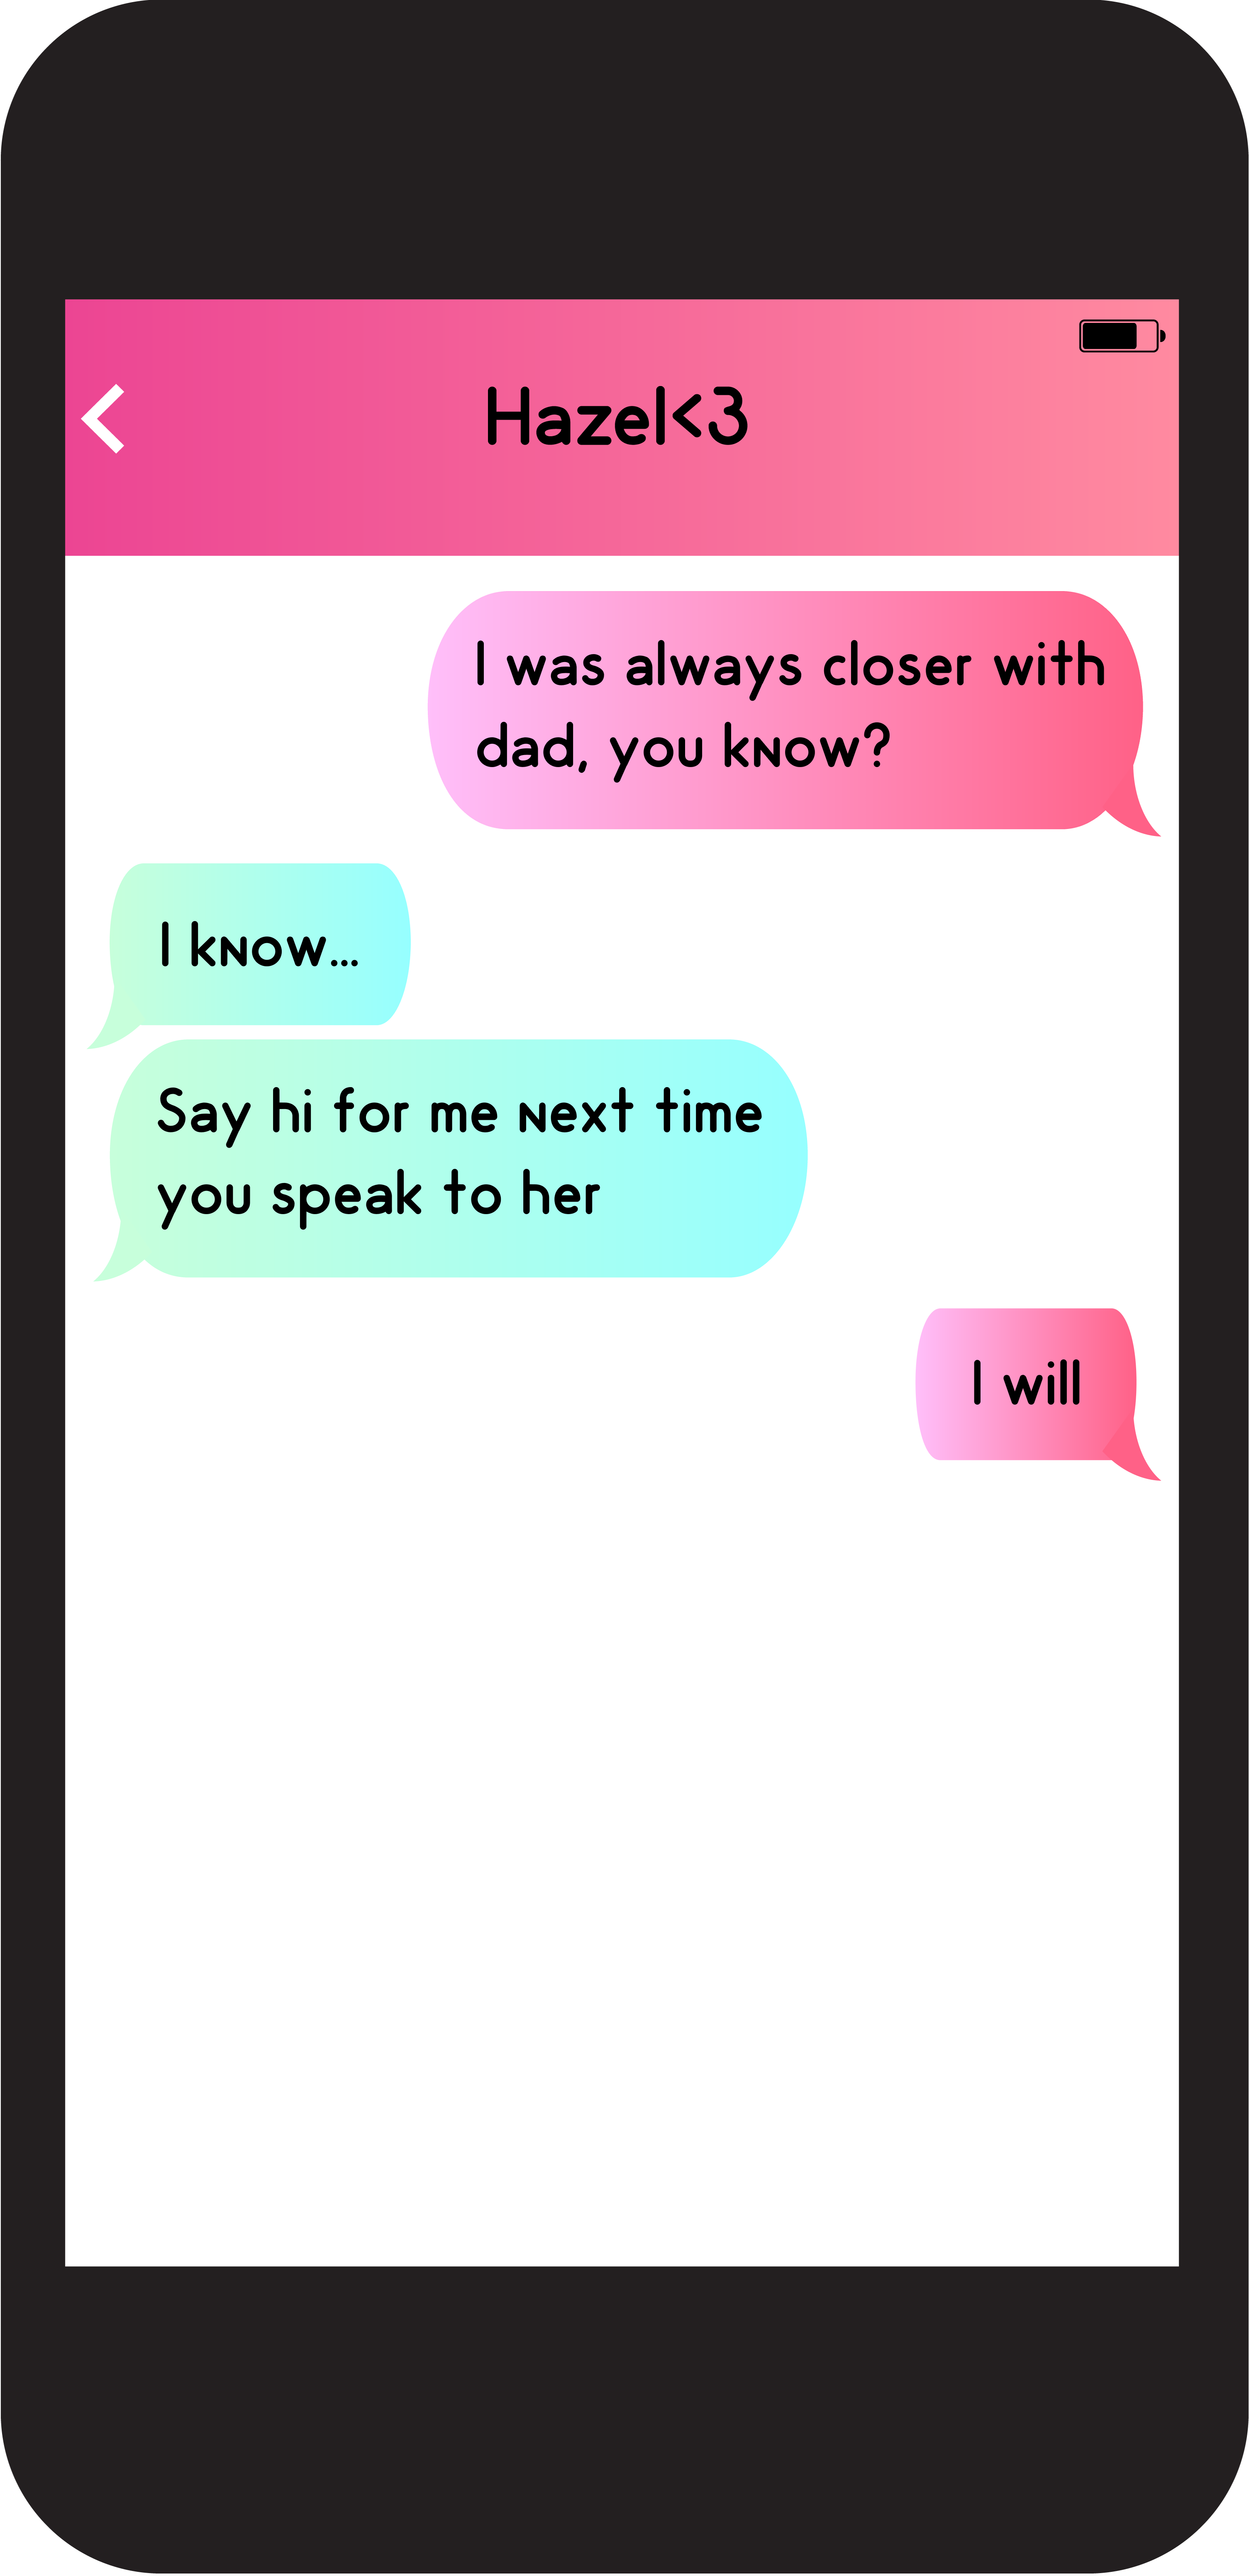 Hazel<3
I was always closer with
dad, you know?
I know...
Say hi for me next time
you speak to her
I will